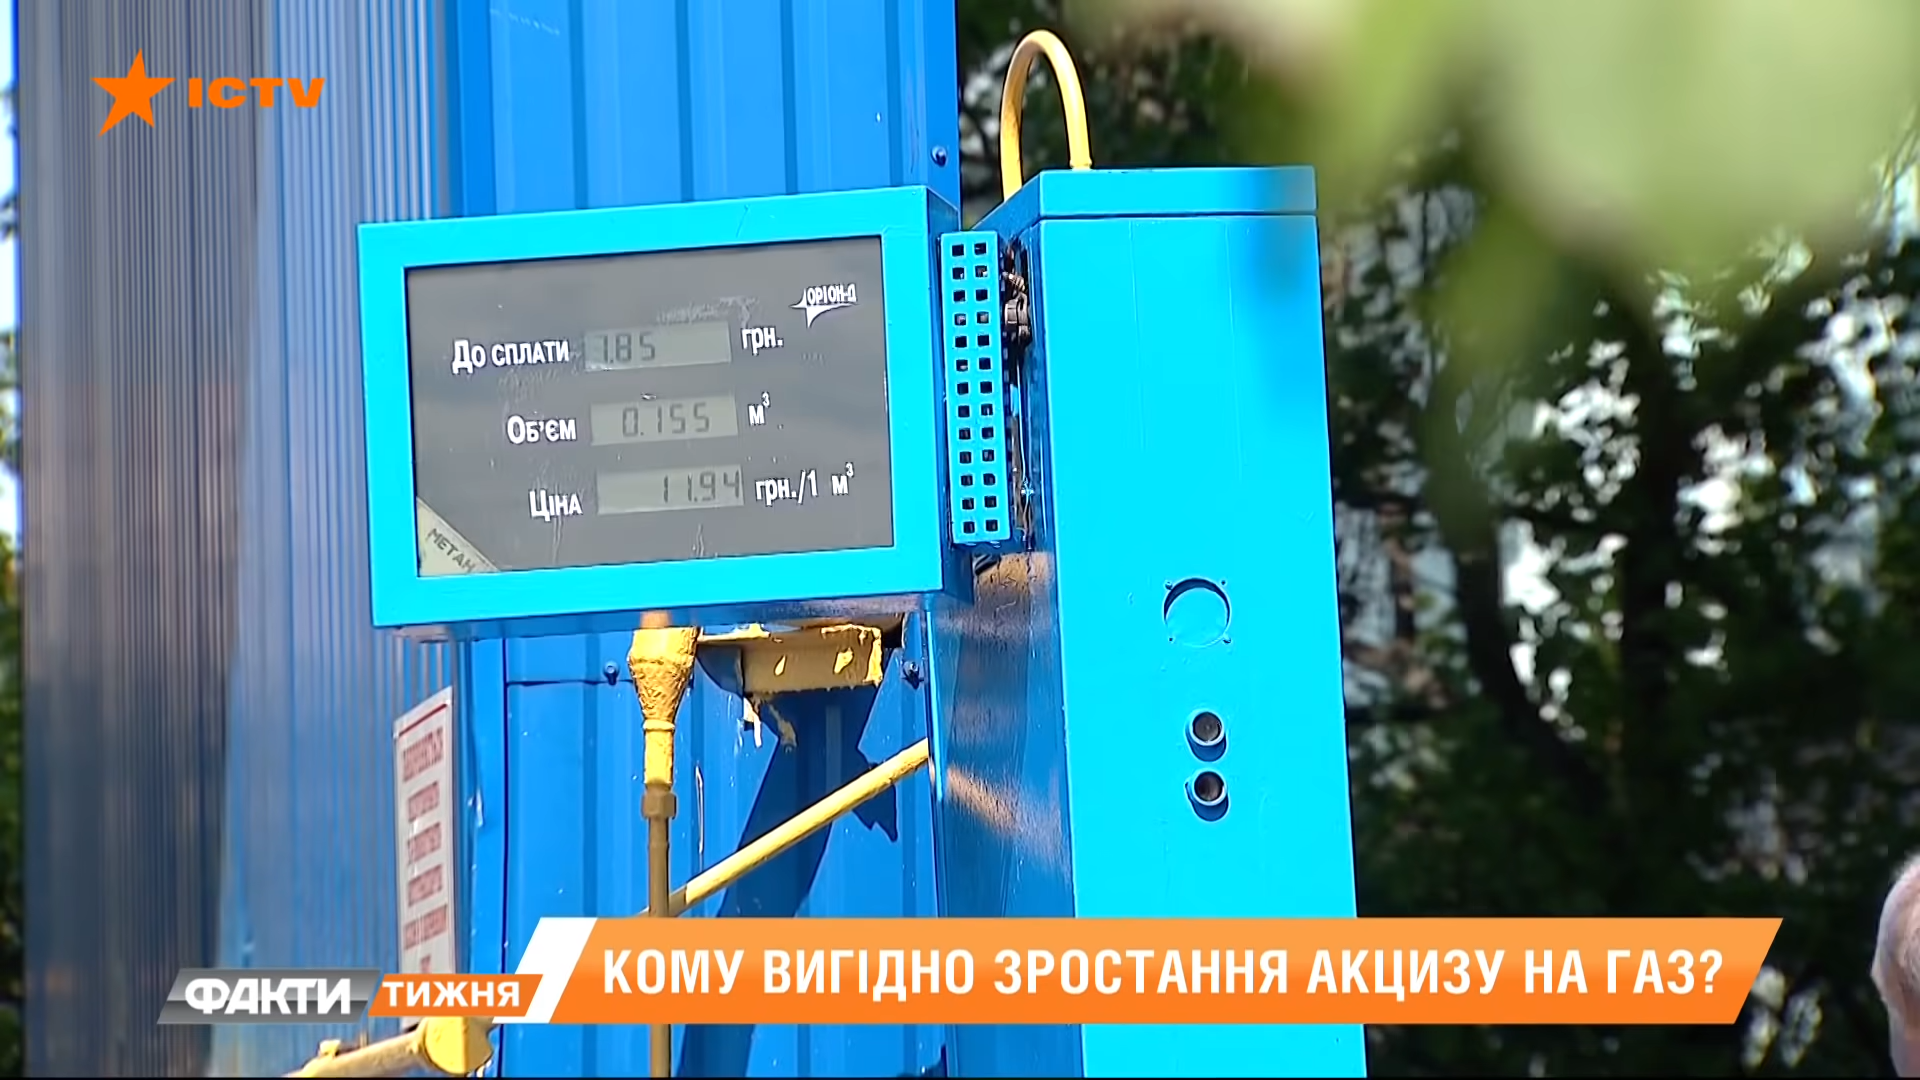 ICTV
ОРІОН-Д
До сплати 1.85 грн.
Об'єм 0.155 м³
Ціна 11.94 грн./1 м³
МЕТАН
КОМУ ВИГІДНО ЗРОСТАННЯ АКЦИЗУ НА ГАЗ?
ФАКТИ ТИЖНЯ